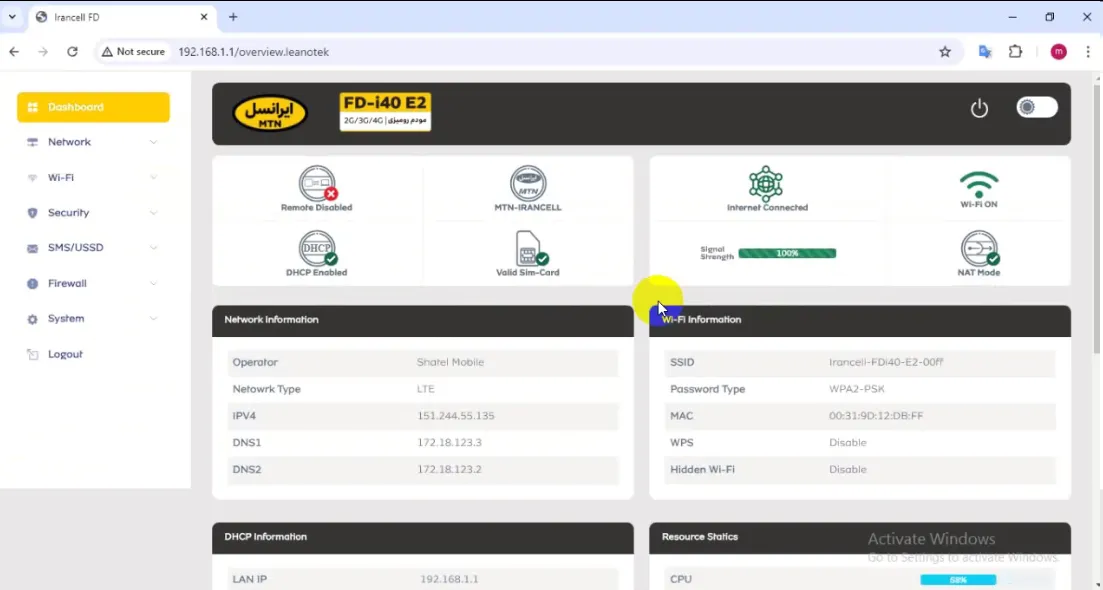 Irancell FD
Not secure
192.168.1.1/overview.leanotek
m
Dashboard
Network
Wi-Fi
Security
SMS/USSD
Firewall
System
Logout
ایرانسل
MTN
FD-i40 E2
2G/3G/4G | مودم رومیزی
Remote Disabled
MTN
MTN-IRANCELL
Internet Connected
Wi-Fi ON
DHCP
DHCP Enabled
Valid Sim-Card
Signal
Strength
100%
NAT Mode
Network Information
Operator Shatel Mobile
Netowrk Type LTE
IPV4 151.244.55.135
DNS1 172.18.123.3
DNS2 172.18.123.2
Wi-Fi Information
SSID Irancell-FDi40-E2-00ff
Password Type WPA2-PSK
MAC 00:31:9D:12:DB:FF
WPS Disable
Hidden Wi-Fi Disable
DHCP Information
LAN IP 192.168.1.1
Resource Statics
CPU 58%
Activate Windows
Go to Settings to activate Windows.